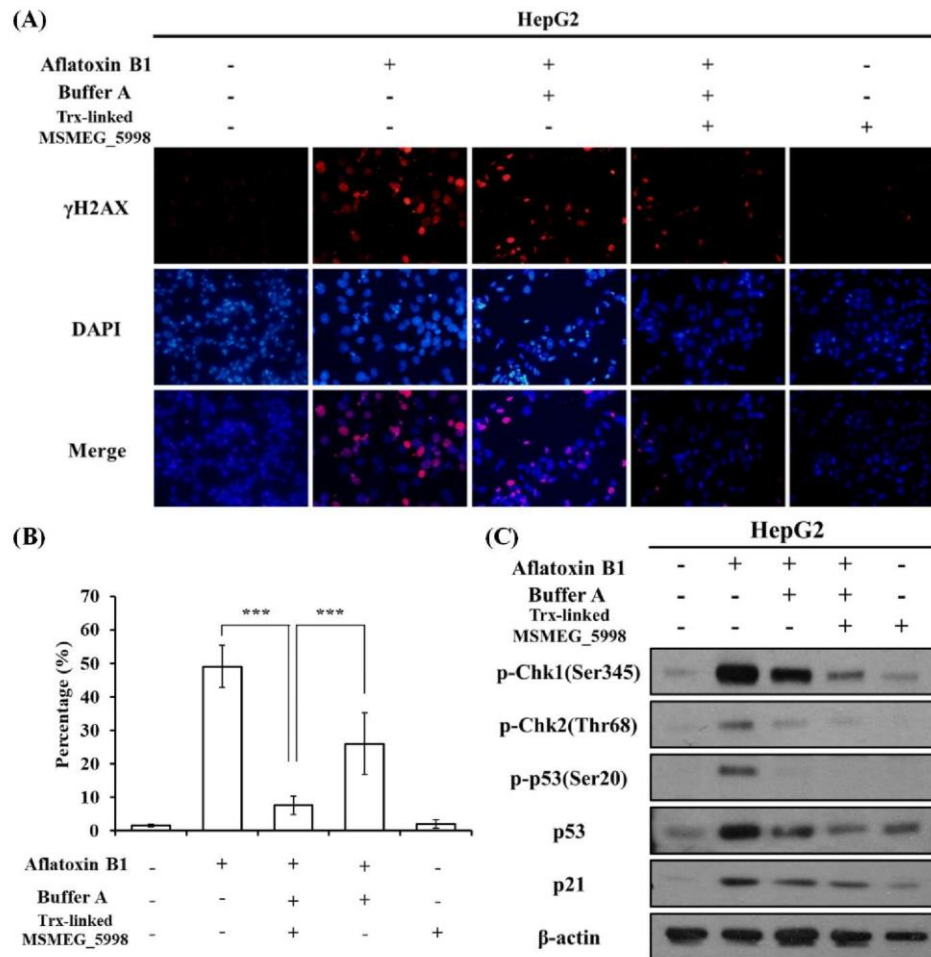 (A)
HepG2
Aflatoxin B1 - + + + -
Buffer A - - + + -
Trx-linked
MSMEG_5998 - - - + +
γH2AX
DAPI
Merge
(B)
Percentage (%)
70
60
50
40
30
20
10
0
*** ***
Aflatoxin B1 - + + + -
Buffer A - - + + -
Trx-linked
MSMEG_5998 - - + - +
(C)
HepG2
Aflatoxin B1 - + + + -
Buffer A - - + + -
Trx-linked
MSMEG_5998 - - - + +
p-Chk1(Ser345)
p-Chk2(Thr68)
p-p53(Ser20)
p53
p21
β-actin